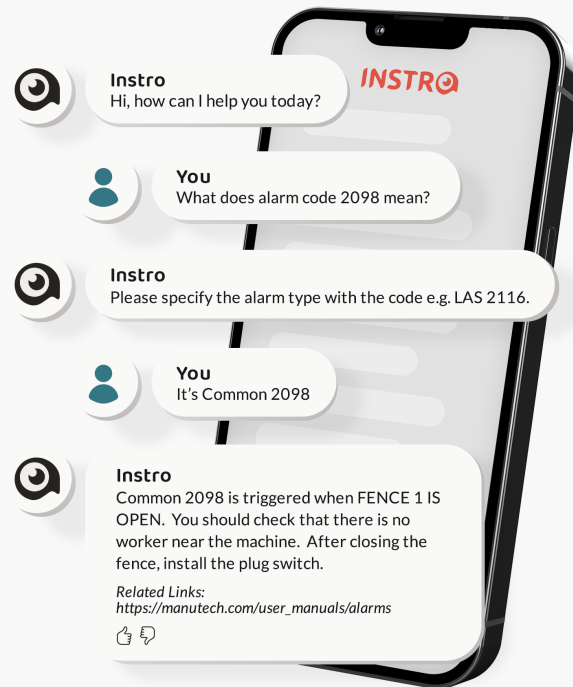 INSTRO
Instro
Hi, how can I help you today?
You
What does alarm code 2098 mean?
Instro
Please specify the alarm type with the code e.g. LAS 2116.
You
It's Common 2098
Instro
Common 2098 is triggered when FENCE 1 IS
OPEN. You should check that there is no
worker near the machine. After closing the
fence, install the plug switch.
Related Links:
https://manutech.com/user_manuals/alarms